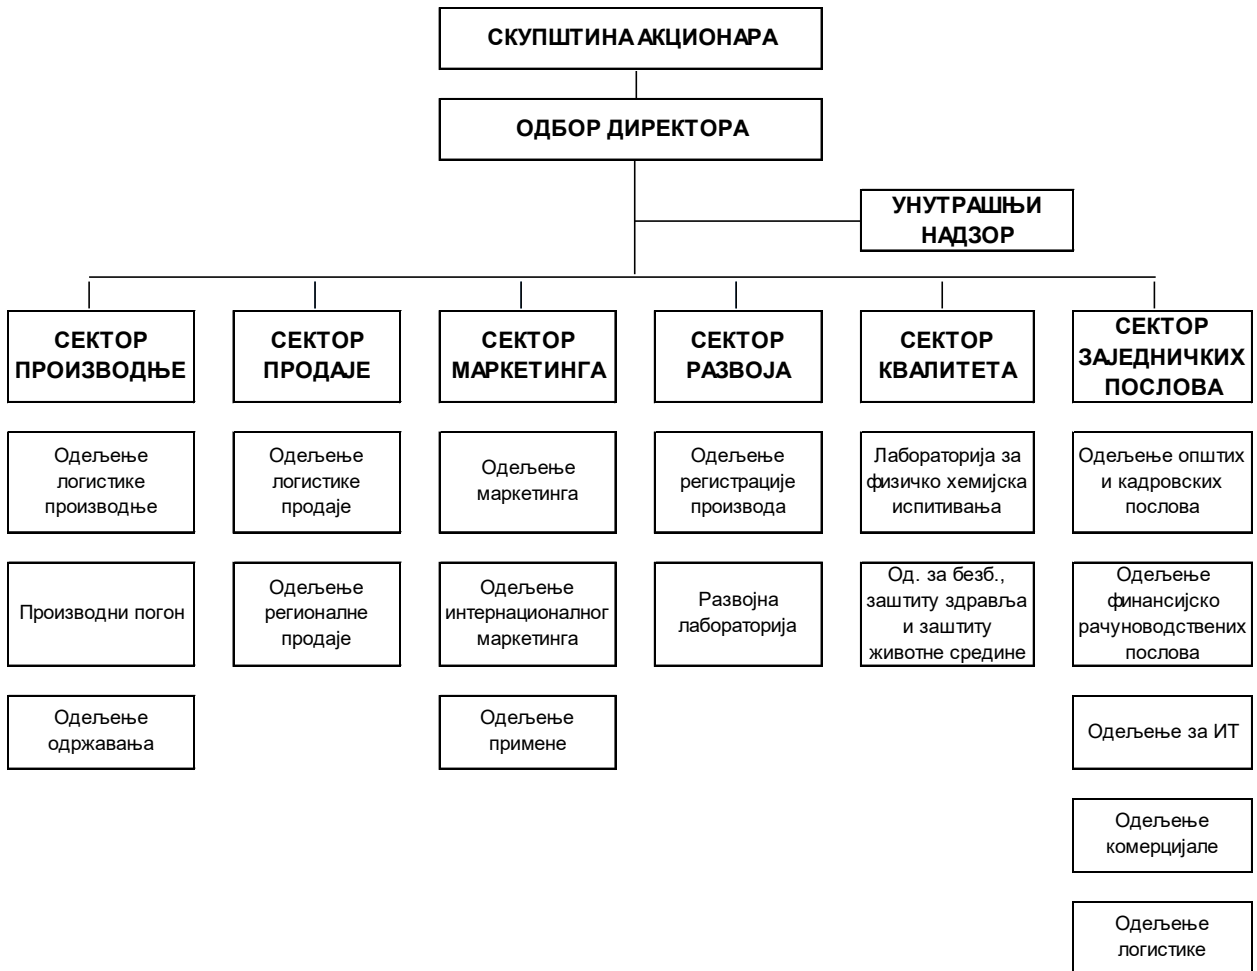 СКУПШТИНА АКЦИОНАРА
ОДБОР ДИРЕКТОРА
УНУТРАШЊИ
НАДЗОР
СЕКТОР
ПРОИЗВОДЊЕ
СЕКТОР
ПРОДАЈЕ
СЕКТОР
МАРКЕТИНГА
СЕКТОР
РАЗВОЈА
СЕКТОР
КВАЛИТЕТА
СЕКТОР
ЗАЈЕДНИЧКИХ
ПОСЛОВА
Одељење
логистике
производње
Одељење
логистике
продаје
Одељење
маркетинга
Одељење
регистрације
производа
Лабораторија за
физичко хемијска
испитивања
Одељење општих
и кадровских
послова
Производни погон
Одељење
регионалне
продаје
Одељење
интернационалног
маркетинга
Развојна
лабораторија
Од. за безб.,
заштиту здравља
и заштиту
животне средине
Одељење
финансијско
рачуноводствених
послова
Одељење
одржавања
Одељење
примене
Одељење за ИТ
Одељење
комерцијале
Одељење
логистике